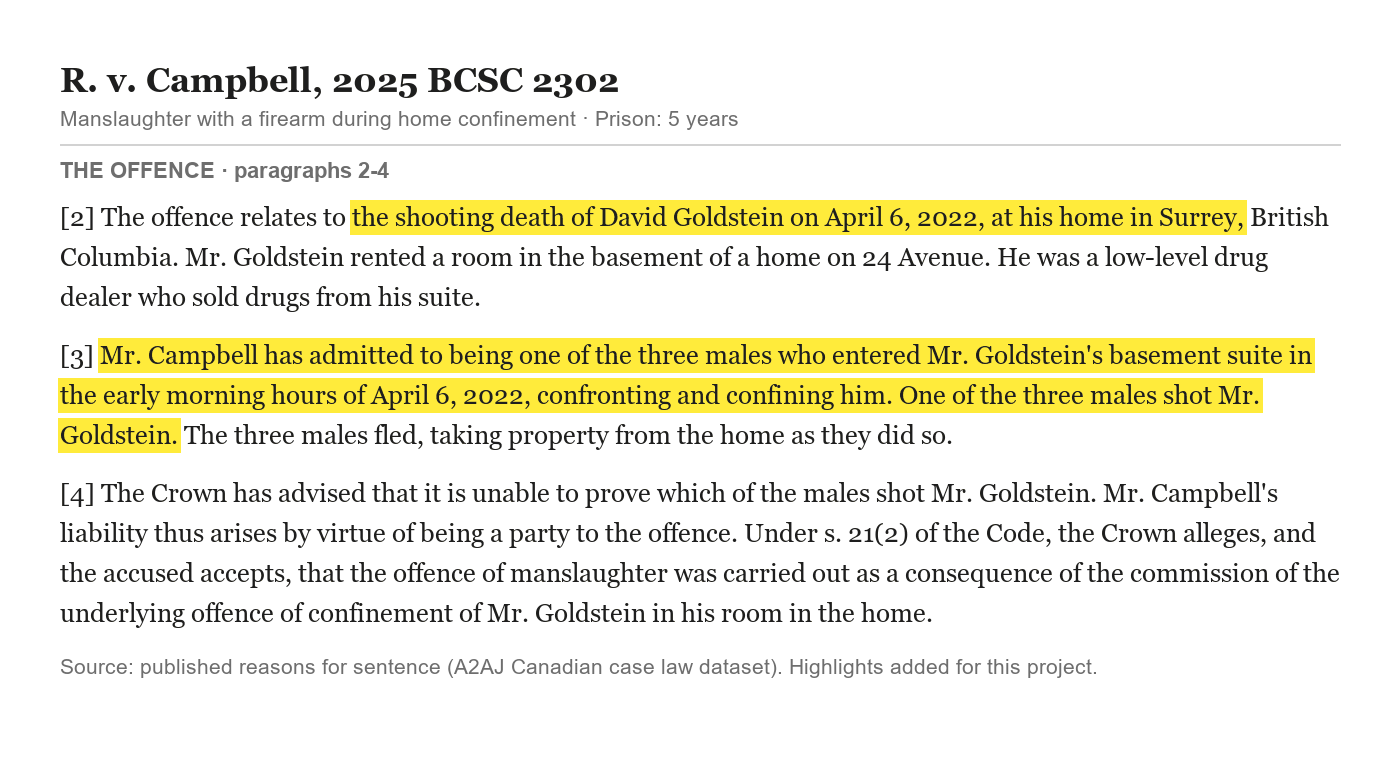 R. v. Campbell, 2025 BCSC 2302
Manslaughter with a firearm during home confinement · Prison: 5 years
THE OFFENCE · paragraphs 2-4
[2] The offence relates to the shooting death of David Goldstein on April 6, 2022, at his home in Surrey, British
Columbia. Mr. Goldstein rented a room in the basement of a home on 24 Avenue. He was a low-level drug
dealer who sold drugs from his suite.
[3] Mr. Campbell has admitted to being one of the three males who entered Mr. Goldstein's basement suite in
the early morning hours of April 6, 2022, confronting and confining him. One of the three males shot Mr.
Goldstein. The three males fled, taking property from the home as they did so.
[4] The Crown has advised that it is unable to prove which of the males shot Mr. Goldstein. Mr. Campbell's
liability thus arises by virtue of being a party to the offence. Under s. 21(2) of the Code, the Crown alleges, and
the accused accepts, that the offence of manslaughter was carried out as a consequence of the commission of the
underlying offence of confinement of Mr. Goldstein in his room in the home.
Source: published reasons for sentence (A2AJ Canadian case law dataset). Highlights added for this project.